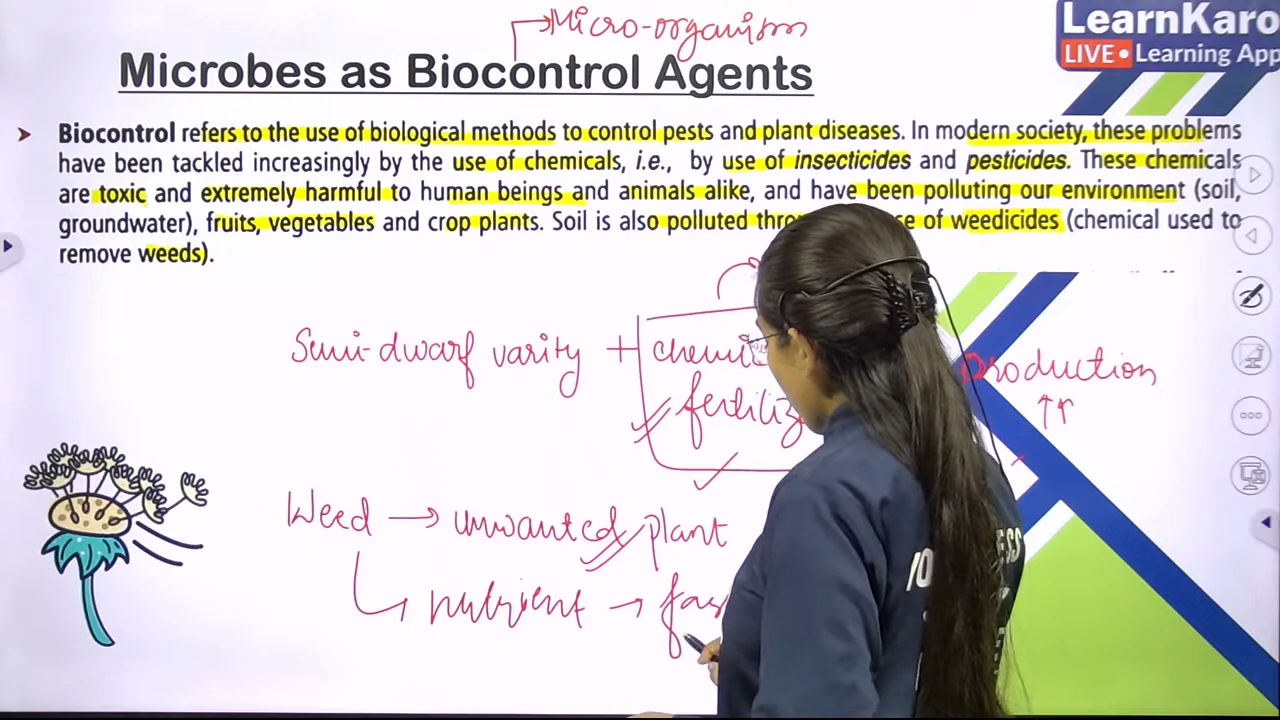 Micro-organism
LearnKaro
LIVE • Learning App
Microbes as Biocontrol Agents
Biocontrol refers to the use of biological methods to control pests and plant diseases. In modern society, these problems
have been tackled increasingly by the use of chemicals, i.e., by use of insecticides and pesticides. These chemicals
are toxic and extremely harmful to human beings and animals alike, and have been polluting our environment (soil,
groundwater), fruits, vegetables and crop plants. Soil is also polluted of weedicides (chemical used to
remove weeds).
Semi-dwarf varity +
Production
↑↑
Weed → unwanted plant
nutrient →